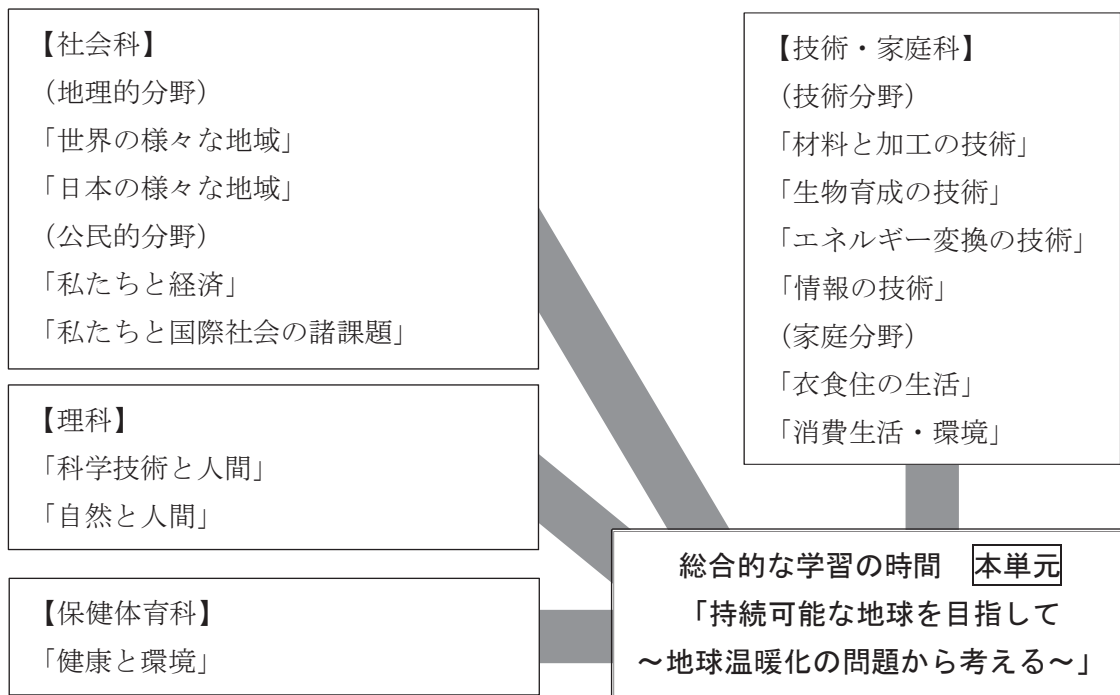 【社会科】
（地理的分野）
「世界の様々な地域」
「日本の様々な地域」
（公民的分野）
「私たちと経済」
「私たちと国際社会の諸課題」
【理科】
「科学技術と人間」
「自然と人間」
【保健体育科】
「健康と環境」
【技術・家庭科】
（技術分野）
「材料と加工の技術」
「生物育成の技術」
「エネルギー変換の技術」
「情報の技術」
（家庭分野）
「衣食住の生活」
「消費生活・環境」
総合的な学習の時間　本単元
「持続可能な地球を目指して
～地球温暖化の問題から考える～」